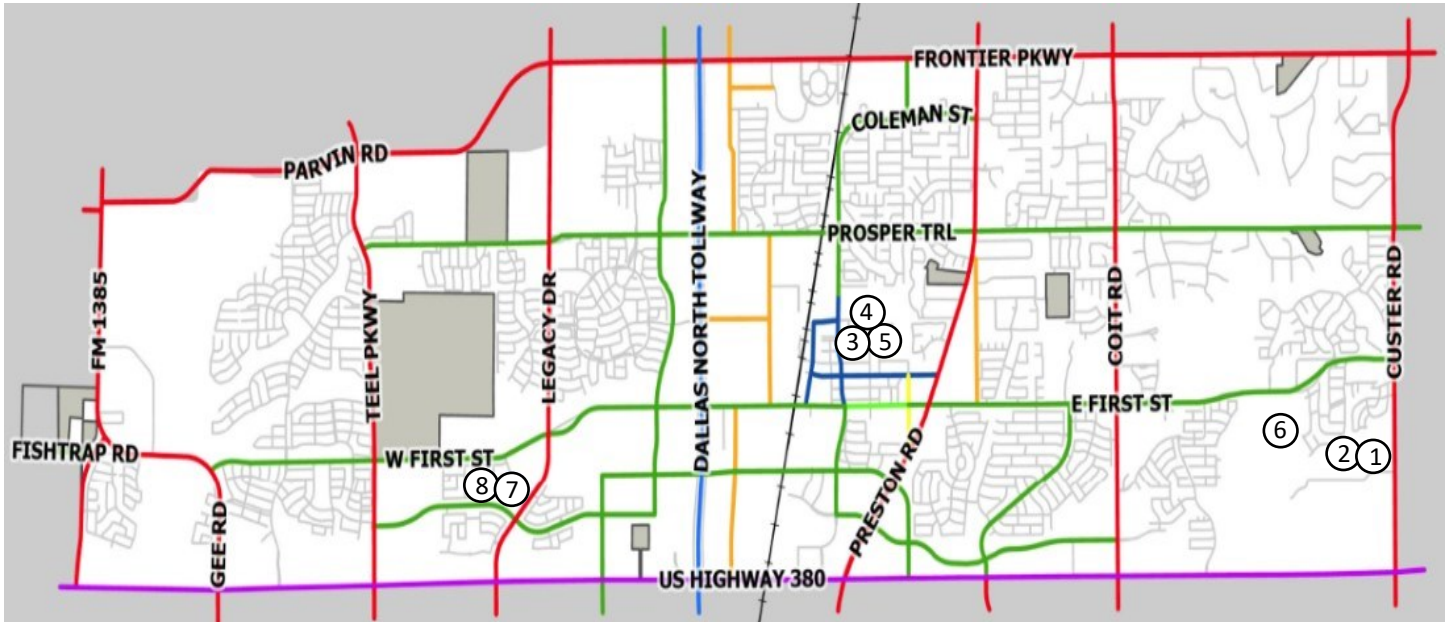 FRONTIER PKWY
COLEMAN ST
PARVIN RD
PROSPER TRL
DALLAS NORTH TOLLWAY
FM 1385
TEEL PKWY
LEGACY DR
COIT RD
CUSTER RD
4
3
5
E FIRST ST
6
2
1
FISHTRAP RD
W FIRST ST
8
7
GEE RD
PRESTON RD
US HIGHWAY 380